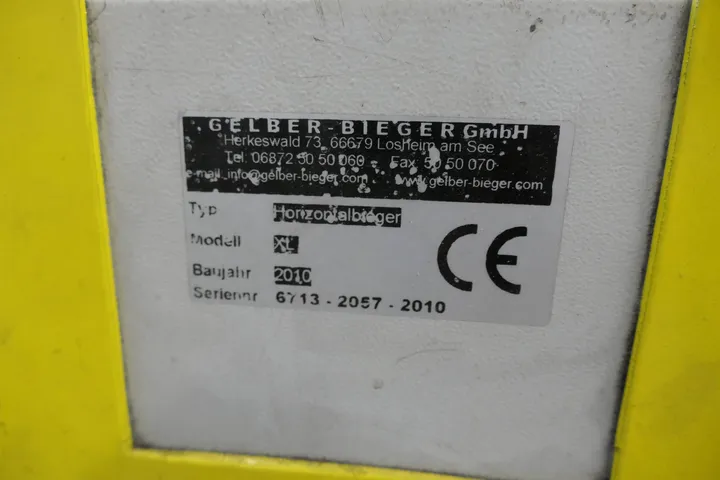 GELBER-BIEGER GmbH
Herkeswald 73, 66679 Losheim am See
Tel. 06872 50 50 060 Fax 50 50 070
e-mail info@gelber-bieger.com www.gelber-bieger.com
Typ Horizontalbieger
Modell XL
Baujahr 2010
Seriennr 6713 - 2057 - 2010
CE